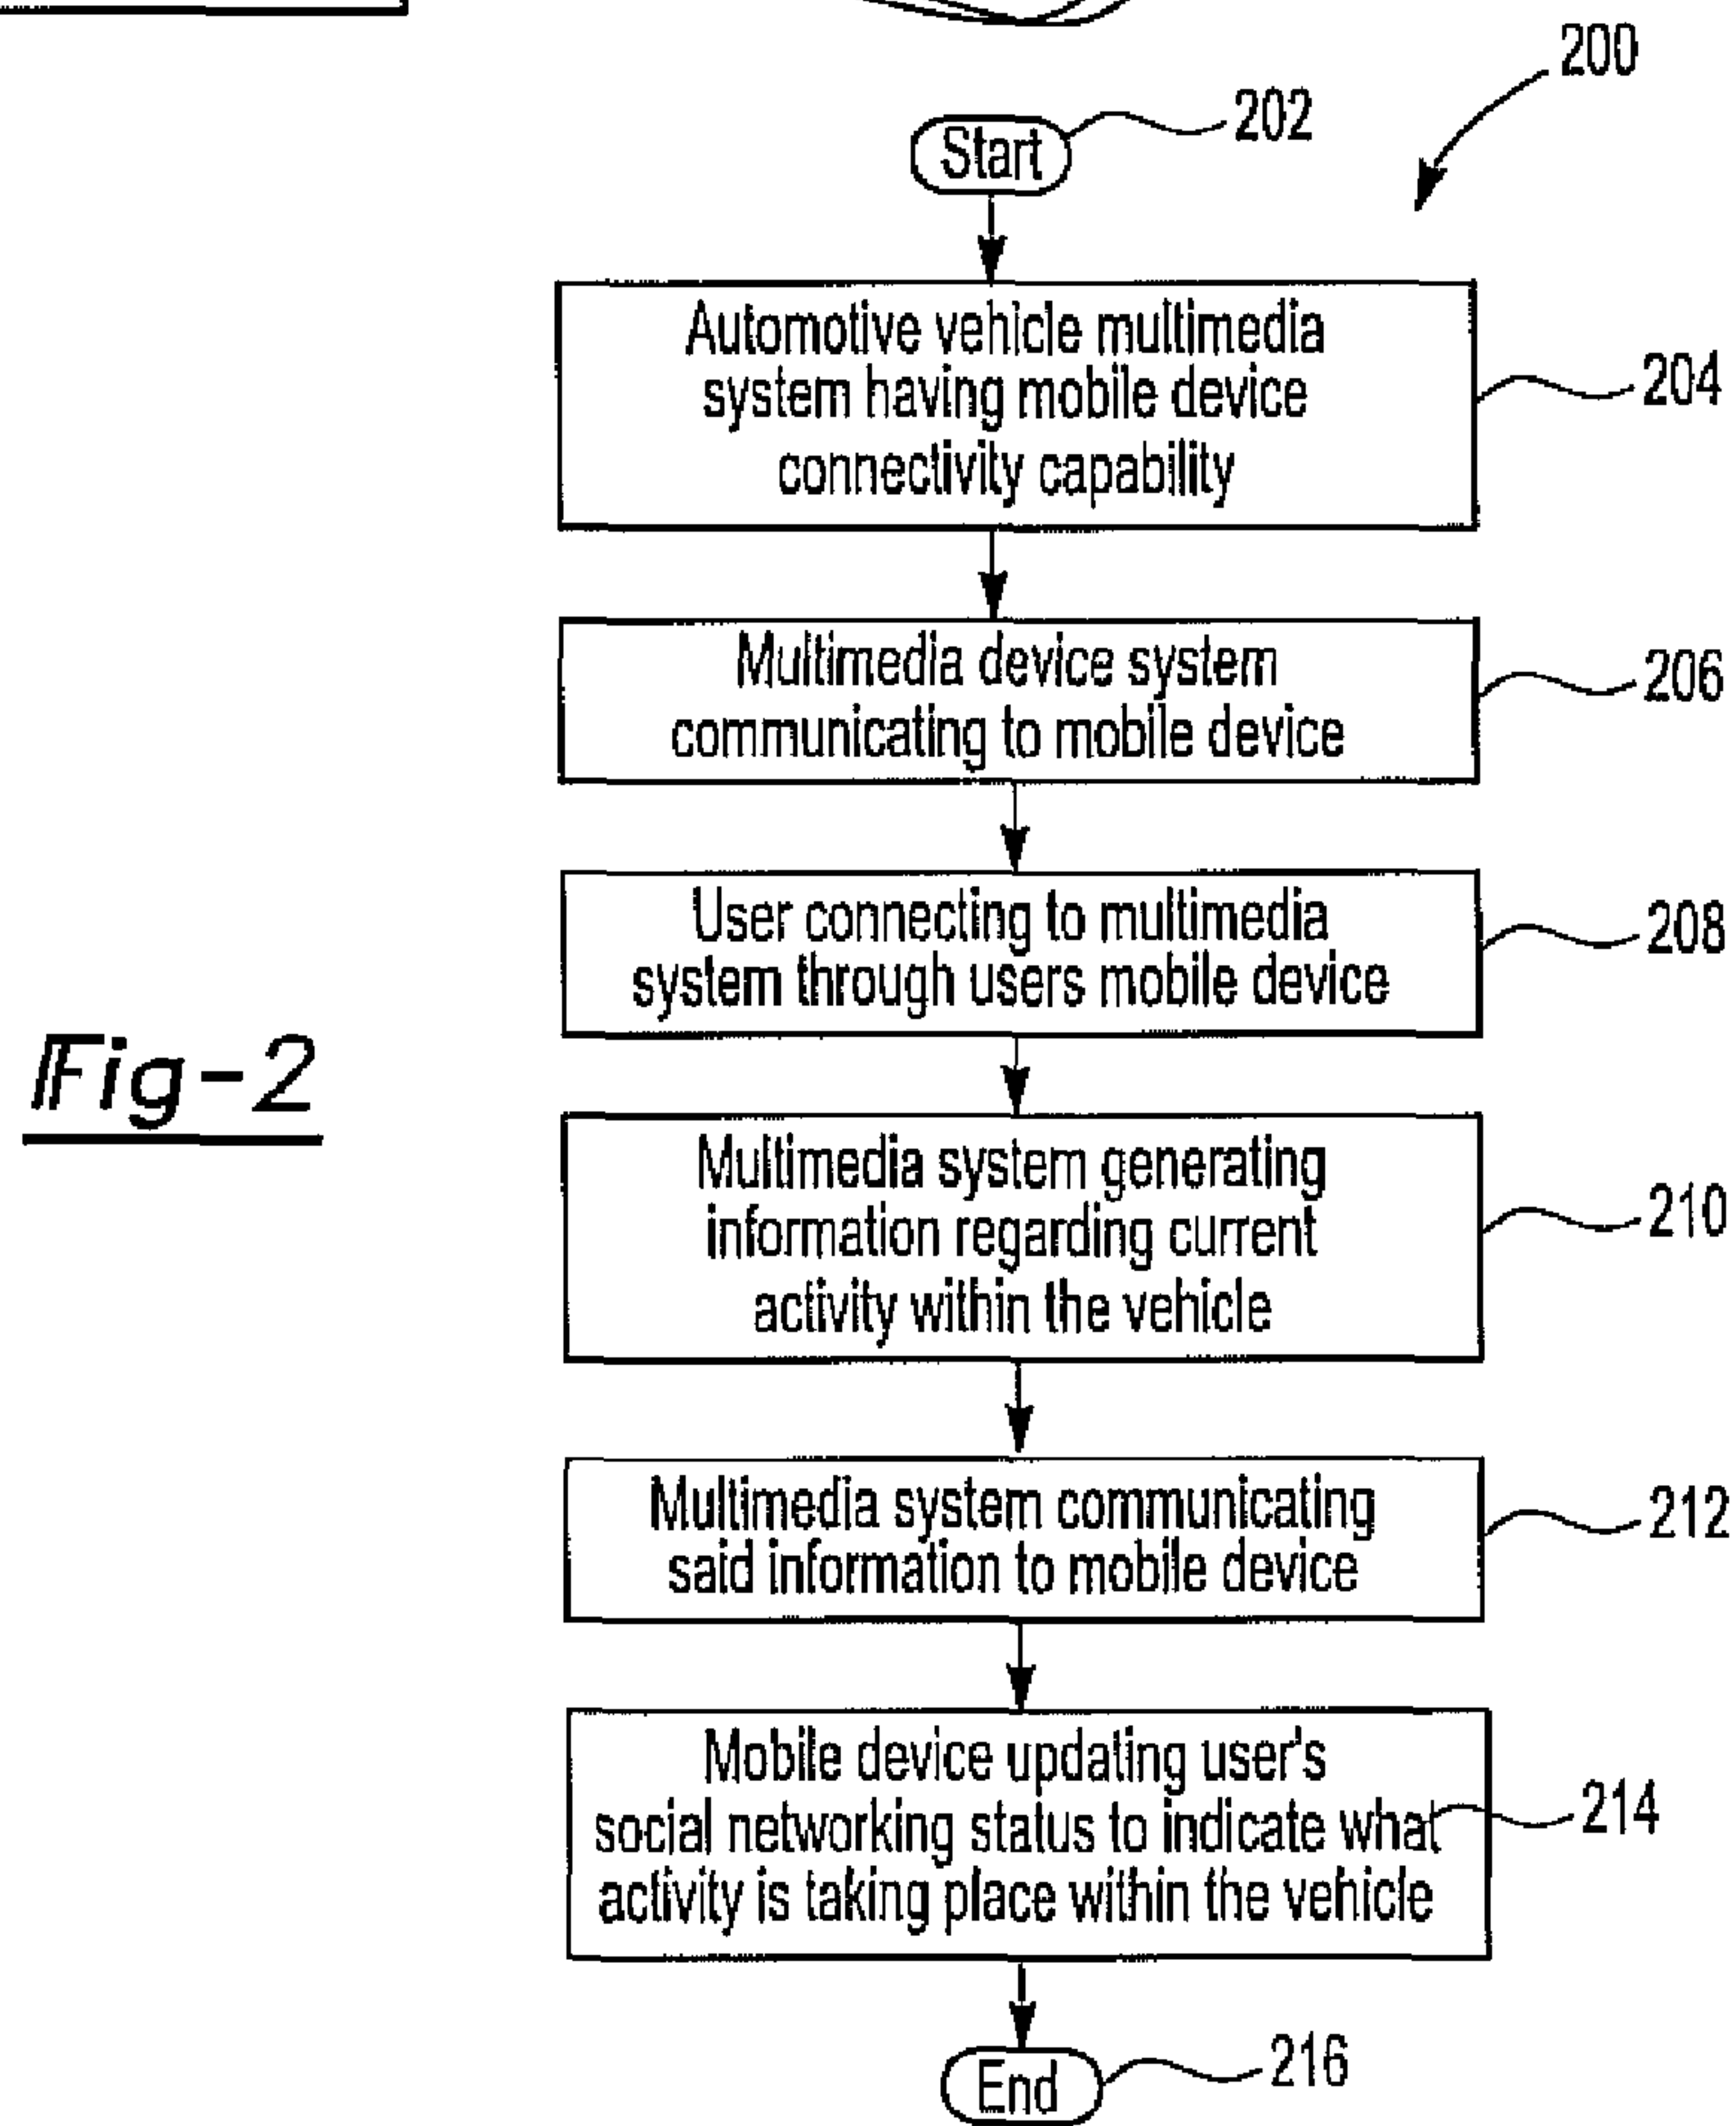 200
Start
202
Automotive vehicle multimedia
system having mobile device
connectivity capability
204
Multimedia device system
communicating to mobile device
206
User connecting to multimedia
system through users mobile device
208
Fig-2
Multimedia system generating
information regarding current
activity within the vehicle
210
Multimedia system communicating
said information to mobile device
212
Mobile device updating user's
social networking status to indicate what
activity is taking place within the vehicle
214
End
216